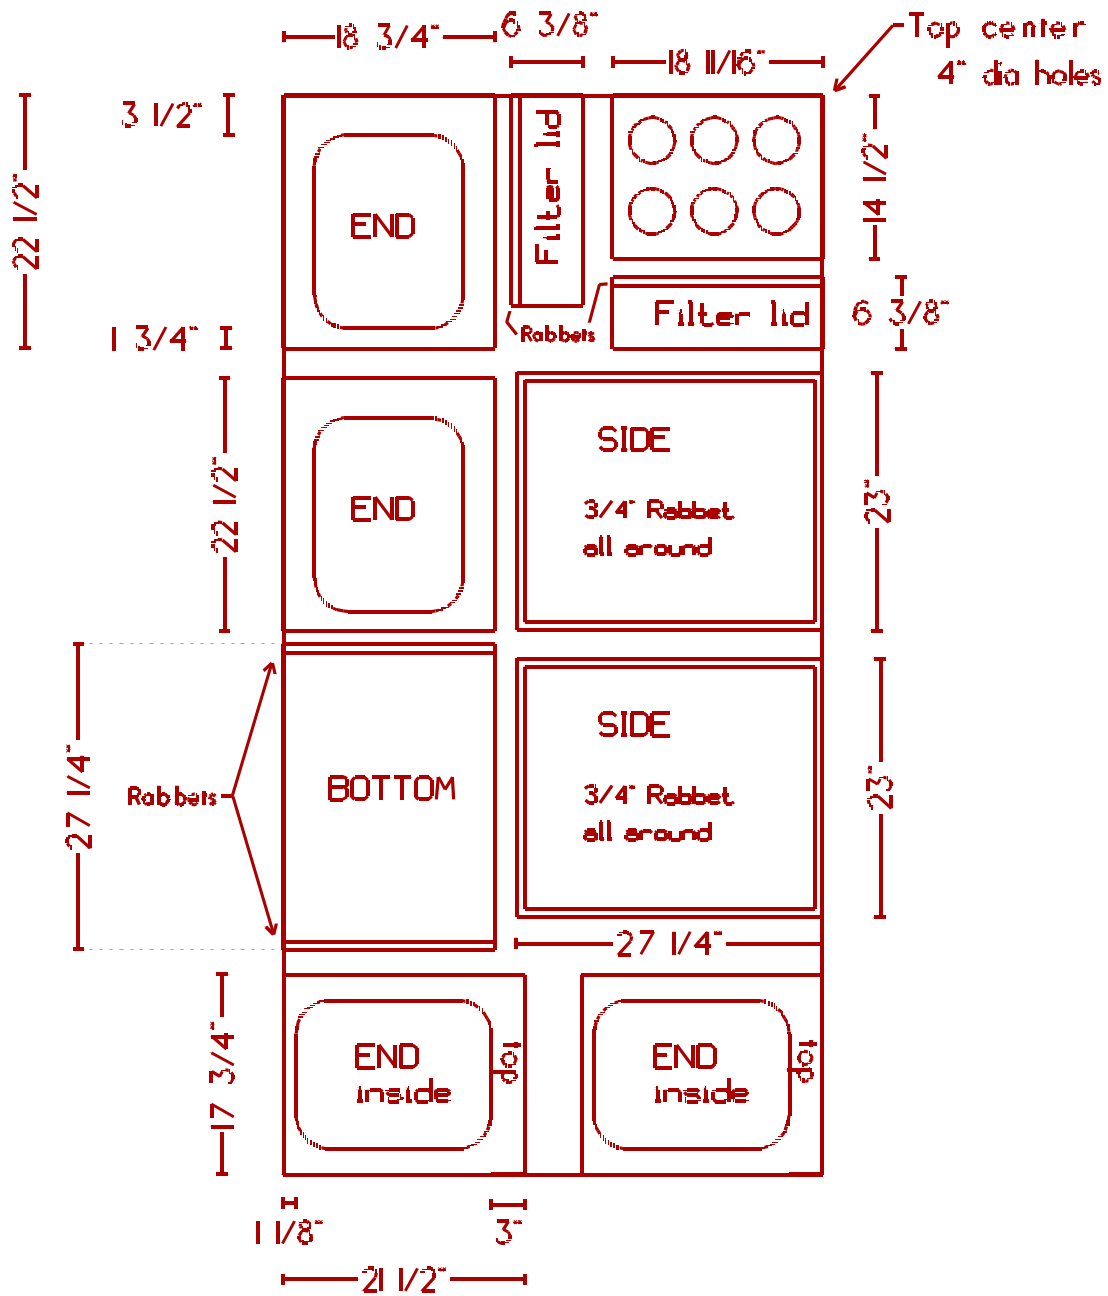 18 3/4"
6 3/8"
18 11/16"
Top center
4" dia holes
3 1/2"
22 1/2"
1 3/4"
END
Filter lid
14 1/2"
Filter lid
6 3/8"
Rabbets
22 1/2"
END
SIDE
3/4" Rabbet
all around
23"
27 1/4"
Rabbets
BOTTOM
SIDE
3/4" Rabbet
all around
23"
27 1/4"
17 3/4"
END
inside
top
END
inside
top
1 1/8"
3"
21 1/2"